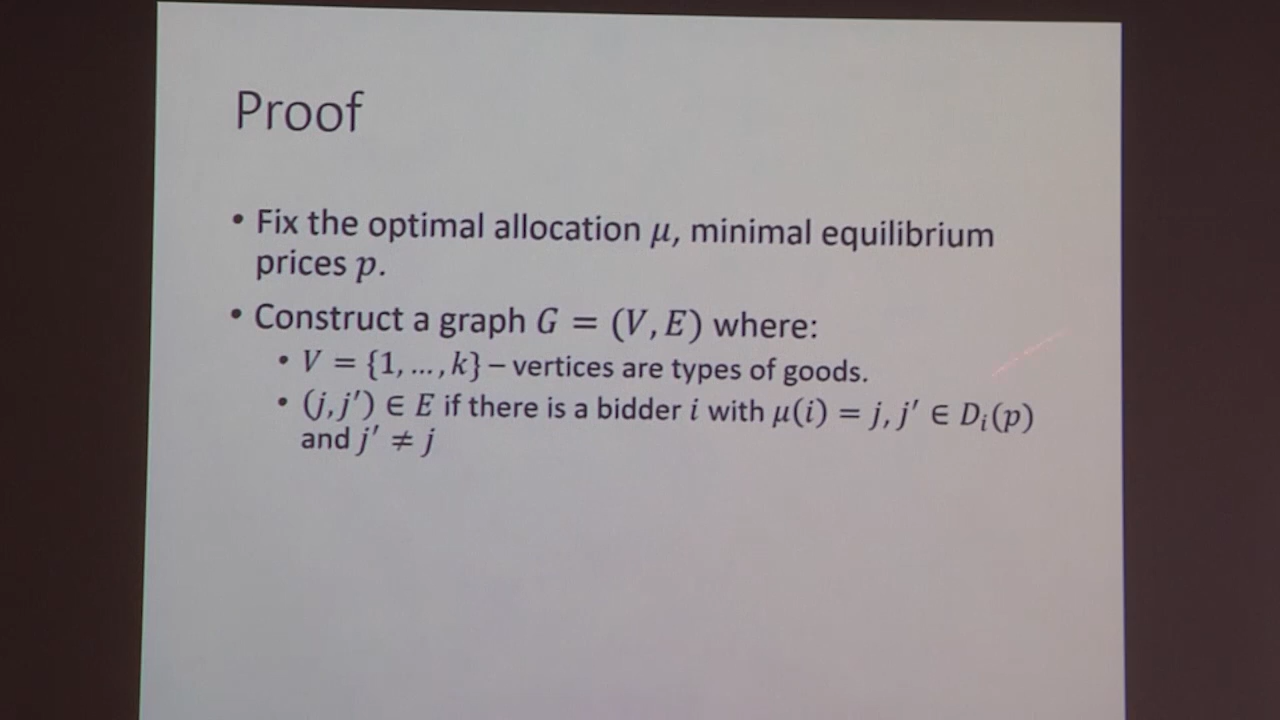 Proof
• Fix the optimal allocation μ, minimal equilibrium
prices p.
• Construct a graph G = (V, E) where:
• V = {1, …, k} – vertices are types of goods.
• (j, j′) ∈ E if there is a bidder i with μ(i) = j, j′ ∈ Dᵢ(p)
and j′ ≠ j